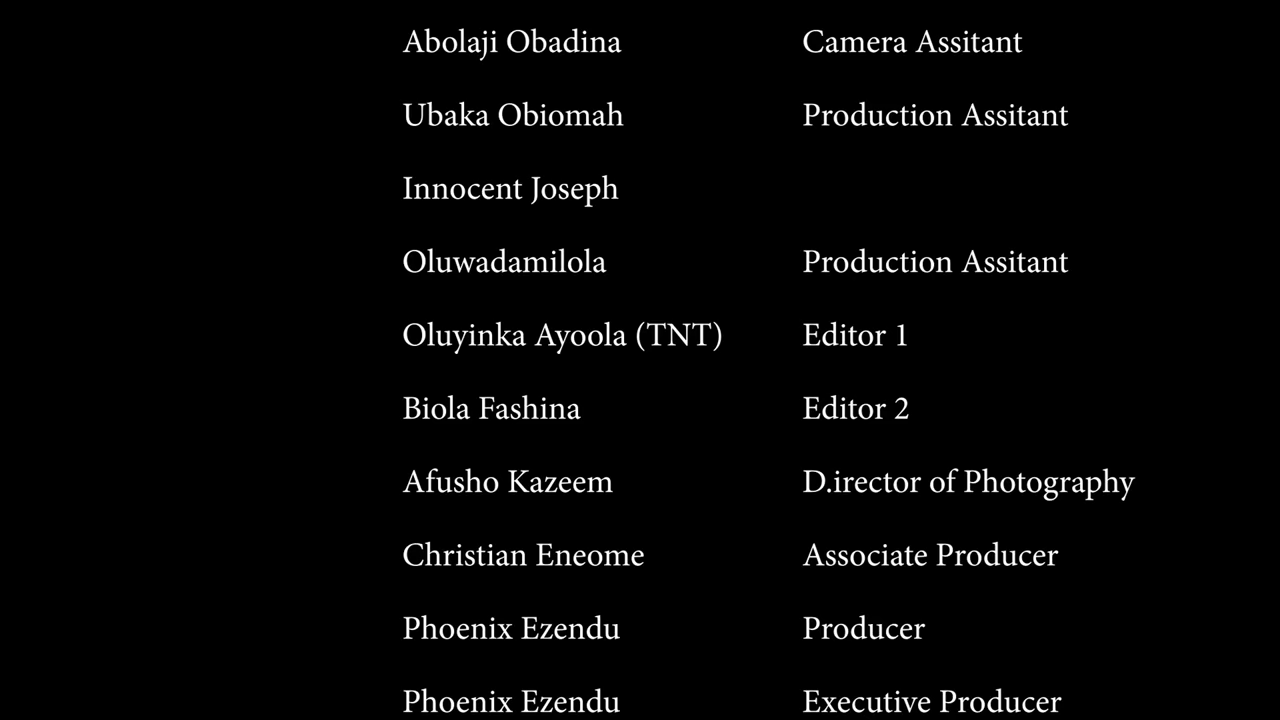 Abolaji Obadina Camera Assitant
Ubaka Obiomah Production Assitant
Innocent Joseph
Oluwadamilola Production Assitant
Oluyinka Ayoola (TNT) Editor 1
Biola Fashina Editor 2
Afusho Kazeem D.irector of Photography
Christian Eneome Associate Producer
Phoenix Ezendu Producer
Phoenix Ezendu Executive Producer